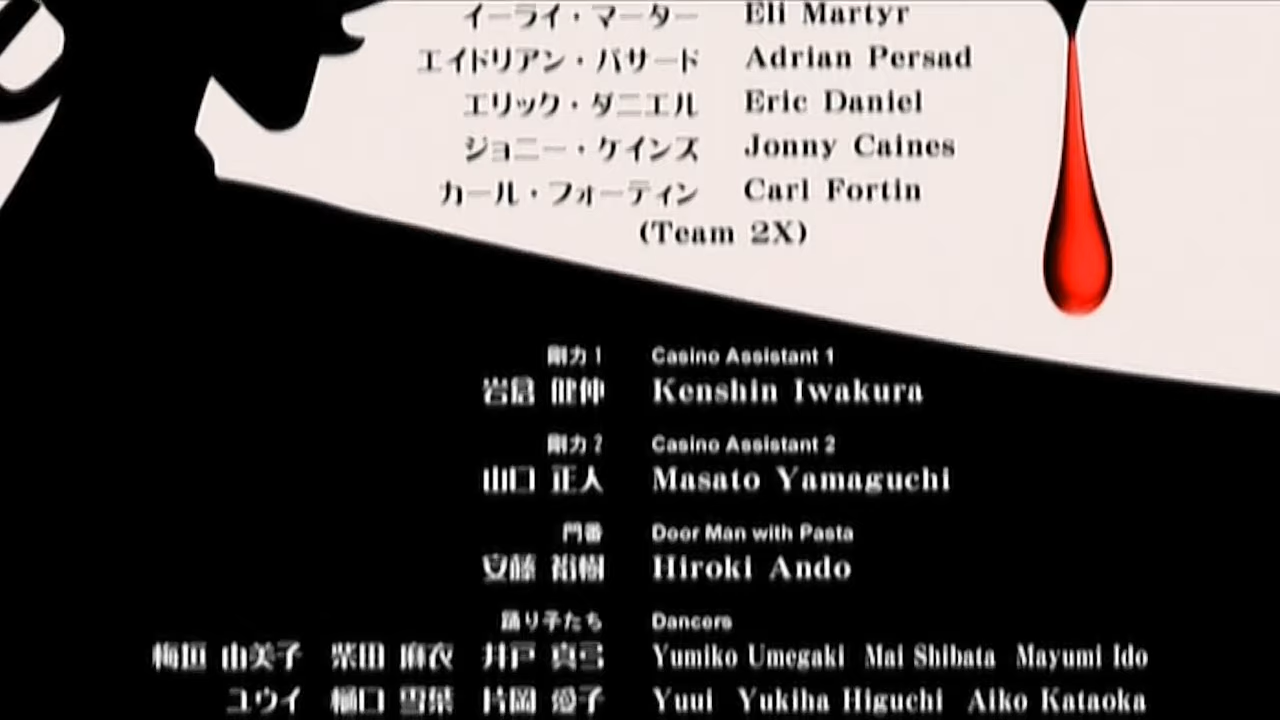 イーライ・マーター Eli Martyr
エイドリアン・パサード Adrian Persad
エリック・ダニエル Eric Daniel
ジョニー・ケインズ Jonny Caines
カール・フォーティン Carl Fortin
(Team 2X)
剛力 1 Casino Assistant 1
岩倉 健伸 Kenshin Iwakura
剛力 2 Casino Assistant 2
山口 正人 Masato Yamaguchi
門番 Door Man with Pasta
安藤 裕樹 Hiroki Ando
踊り子たち Dancers
梅垣 由美子 柴田 麻衣 井戸 真弓 Yumiko Umegaki Mai Shibata Mayumi Ido
ユウイ 樋口 雪葉 片岡 愛子 Yuui Yukiha Higuchi Aiko Kataoka